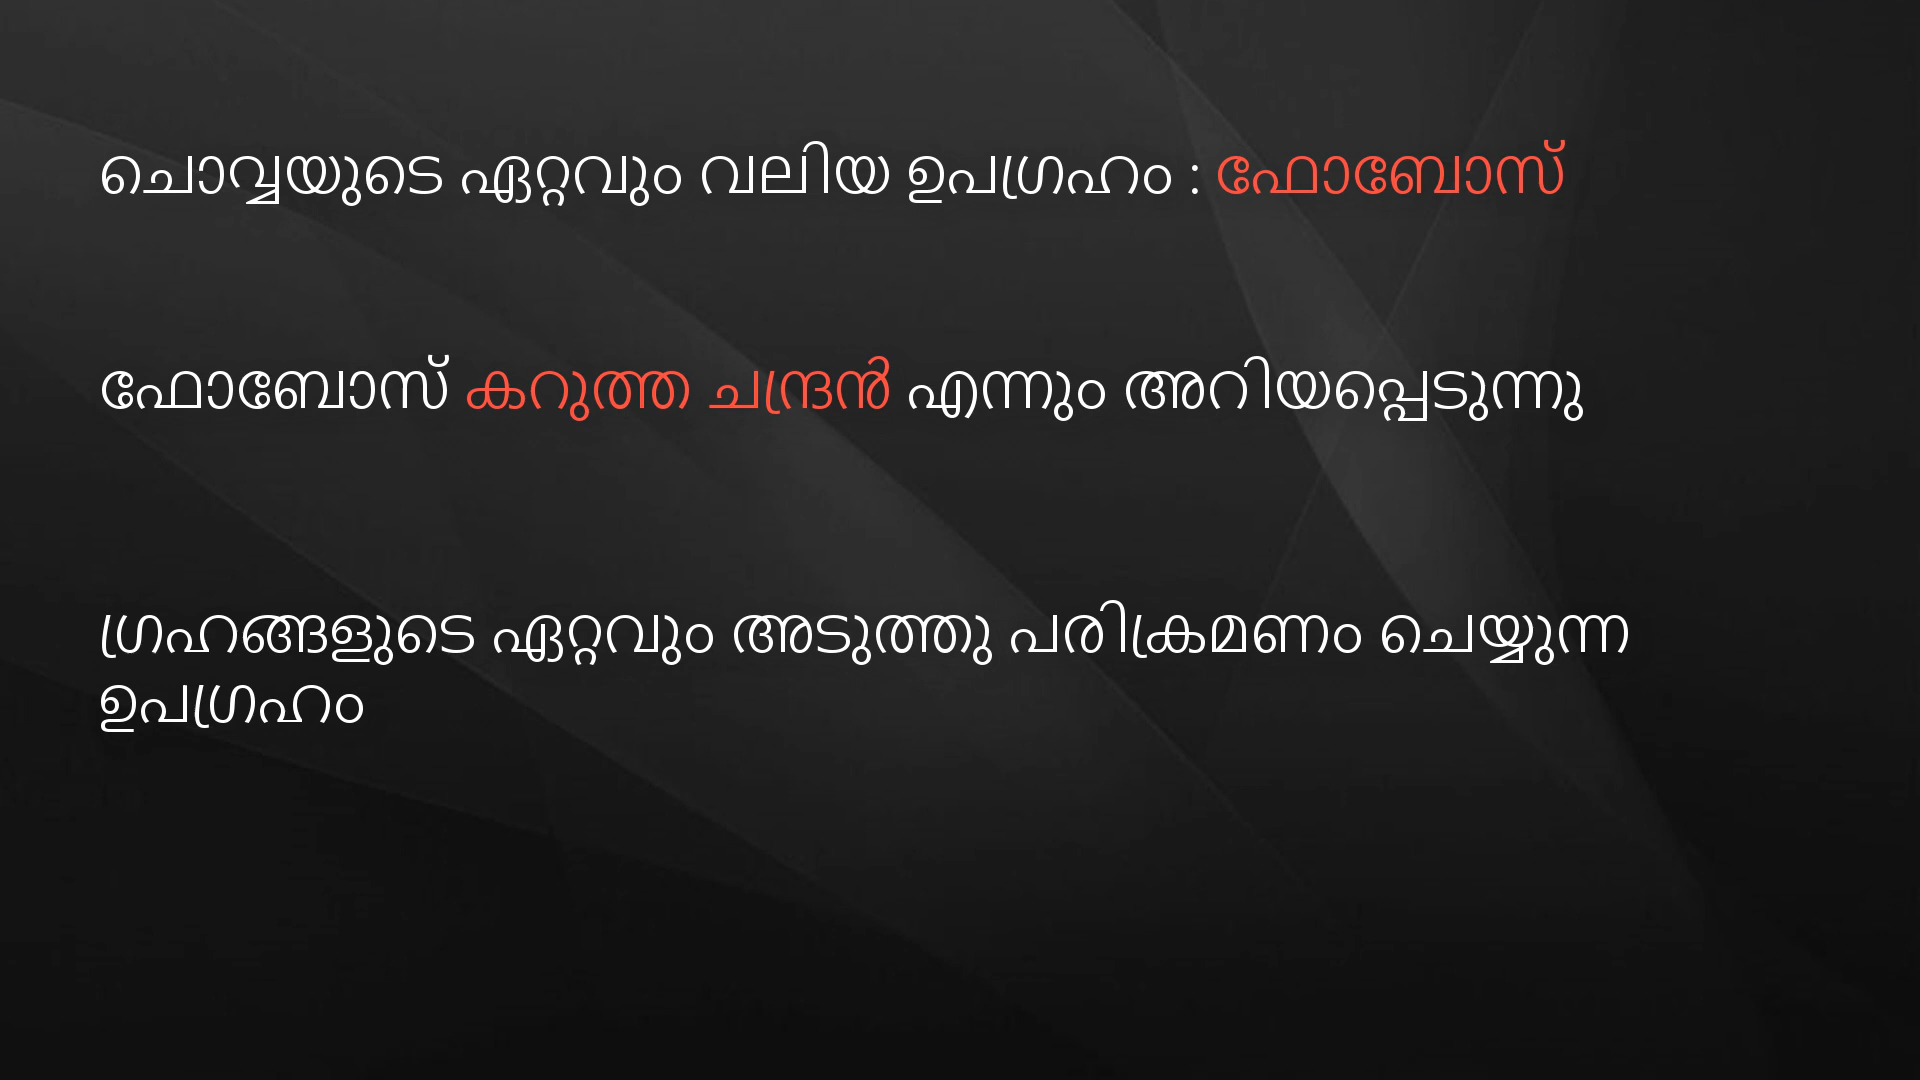 ചൊവ്വയുടെ ഏറ്റവും വലിയ ഉപഗ്രഹം : ഫോബോസ്
ഫോബോസ് കറുത്ത ചന്ദ്രൻ എന്നും അറിയപ്പെടുന്നു
ഗ്രഹങ്ങളുടെ ഏറ്റവും അടുത്തു പരിക്രമണം ചെയ്യുന്ന
ഉപഗ്രഹം